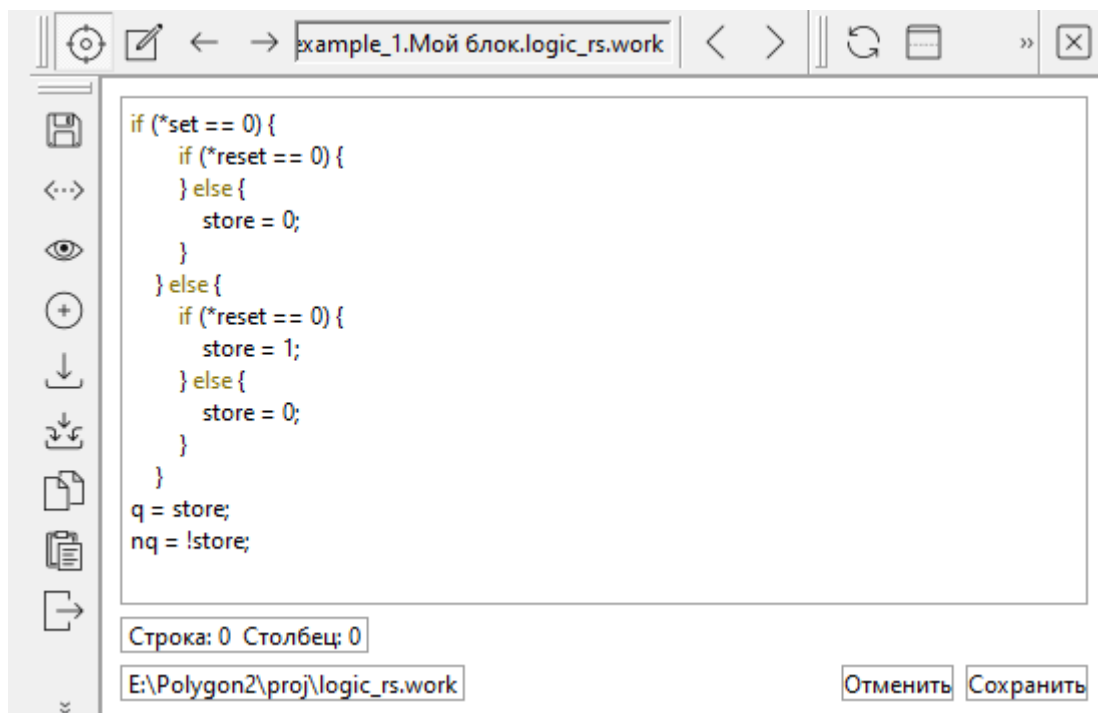 example_1.Мой блок.logic_rs.work
if (*set == 0) {
if (*reset == 0) {
} else {
store = 0;
}
} else {
if (*reset == 0) {
store = 1;
} else {
store = 0;
}
}
q = store;
nq = !store;
Строка: 0 Столбец: 0
E:\Polygon2\proj\logic_rs.work
Отменить Сохранить